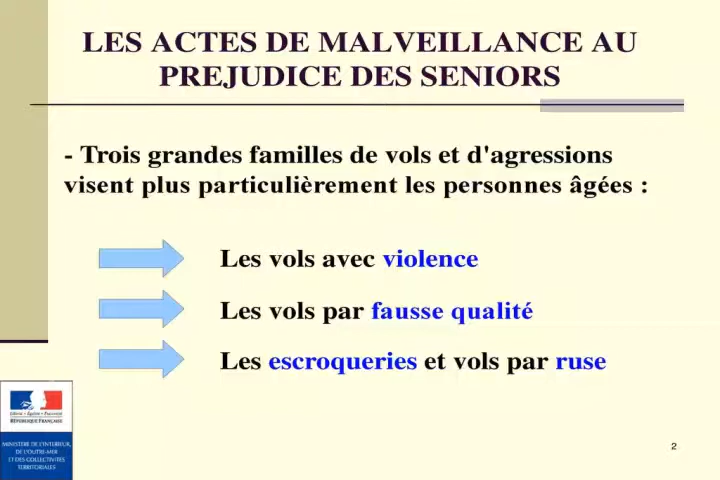 LES ACTES DE MALVEILLANCE AU
PREJUDICE DES SENIORS
- Trois grandes familles de vols et d'agressions
visent plus particulièrement les personnes âgées :
Les vols avec violence
Les vols par fausse qualité
Les escroqueries et vols par ruse
Liberté • Égalité • Fraternité
RÉPUBLIQUE FRANÇAISE
MINISTÈRE DE L'INTÉRIEUR,
DE L'OUTRE-MER
ET DES COLLECTIVITÉS
TERRITORIALES
2